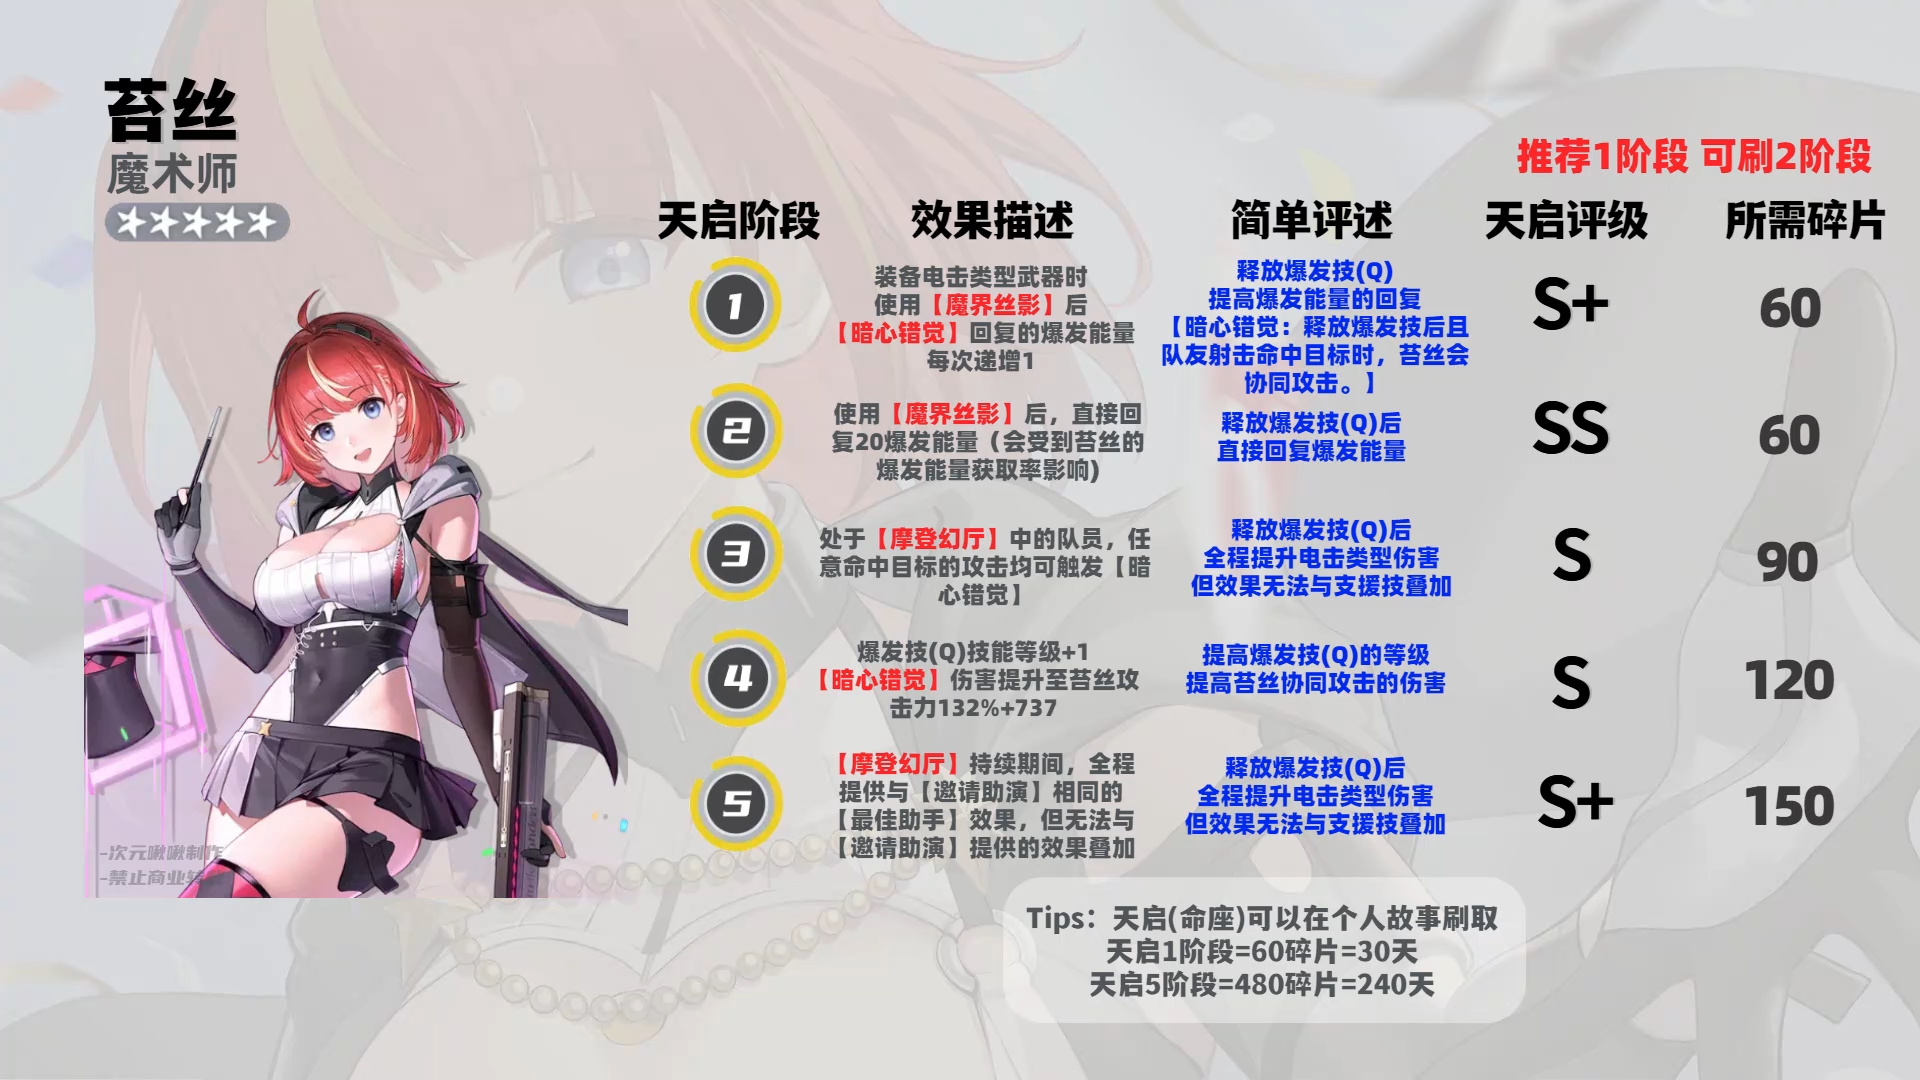 苔丝
魔术师
推荐1阶段 可刷2阶段
天启阶段
效果描述
简单评述
天启评级
所需碎片
1
装备电击类型武器时
使用【魔界丝影】后
【暗心错觉】回复的爆发能量
每次递增1
释放爆发技(Q)
提高爆发能量的回复
【暗心错觉：释放爆发技后且
队友射击命中目标时，苔丝会
协同攻击。】
S+
60
2
使用【魔界丝影】后，直接回
复20爆发能量（会受到苔丝的
爆发能量获取率影响)
释放爆发技(Q)后
直接回复爆发能量
SS
60
3
处于【摩登幻厅】中的队员，任
意命中目标的攻击均可触发【暗
心错觉】
释放爆发技(Q)后
全程提升电击类型伤害
但效果无法与支援技叠加
S
90
4
爆发技(Q)技能等级+1
【暗心错觉】伤害提升至苔丝攻
击力132%+737
提高爆发技(Q)的等级
提高苔丝协同攻击的伤害
S
120
5
【摩登幻厅】持续期间，全程
提供与【邀请助演】相同的
【最佳助手】效果，但无法与
【邀请助演】提供的效果叠加
释放爆发技(Q)后
全程提升电击类型伤害
但效果无法与支援技叠加
S+
150
-次元啾啾制作
-禁止商业转
Tips：天启(命座)可以在个人故事刷取
天启1阶段=60碎片=30天
天启5阶段=480碎片=240天